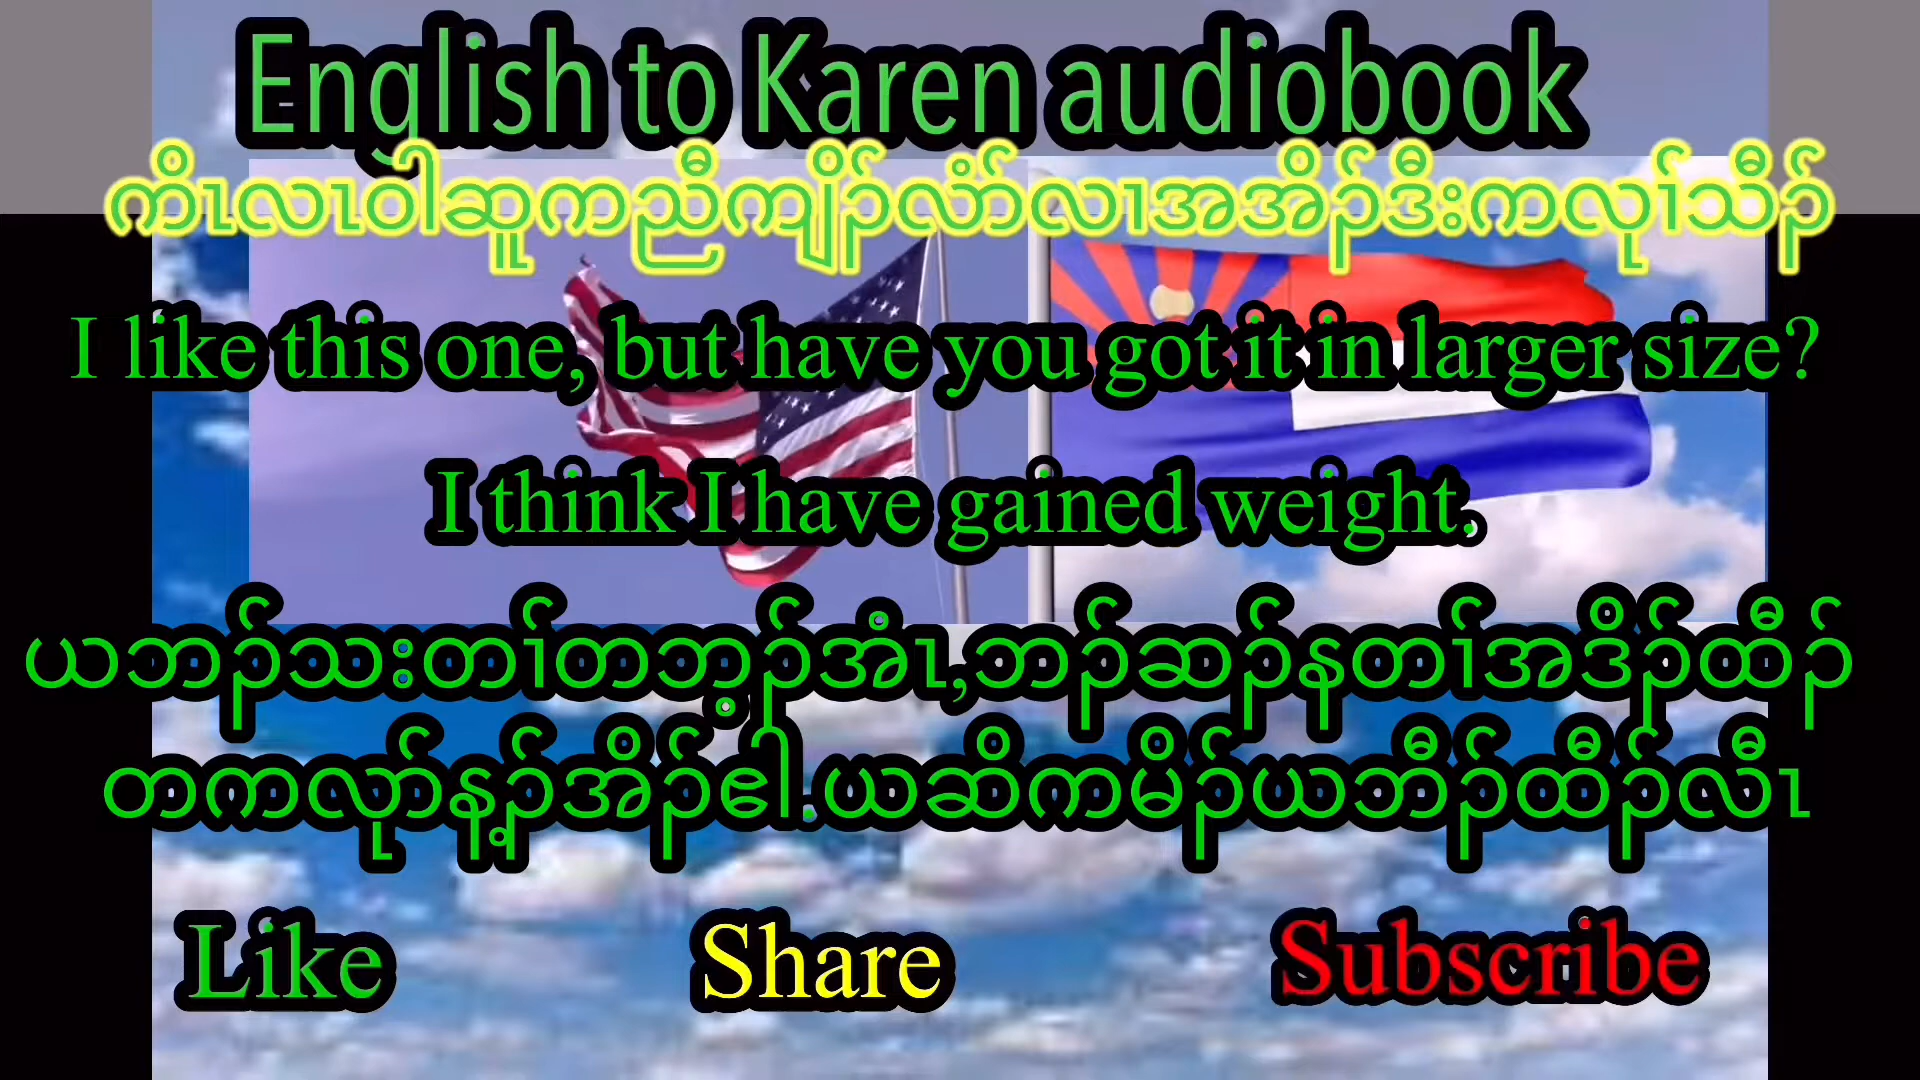 English to Karen audiobook
ကိၤလၤဝါဆူကညီကျိၣ်လံာ်လၢအအိၣ်ဒီးကလုၢ်သီၣ်
I like this one, but have you got it in larger size?
I think I have gained weight.
ယဘၣ်သးတၢ်တဘ့ၣ်အံၤ,ဘၣ်ဆၣ်နတၢ်အဒိၣ်ထီၣ်
တကလုာ်န့ၣ်အိၣ်ဧါ.ယဆိကမိၣ်ယဘီၣ်ထီၣ်လီၤ
Like Share Subscribe